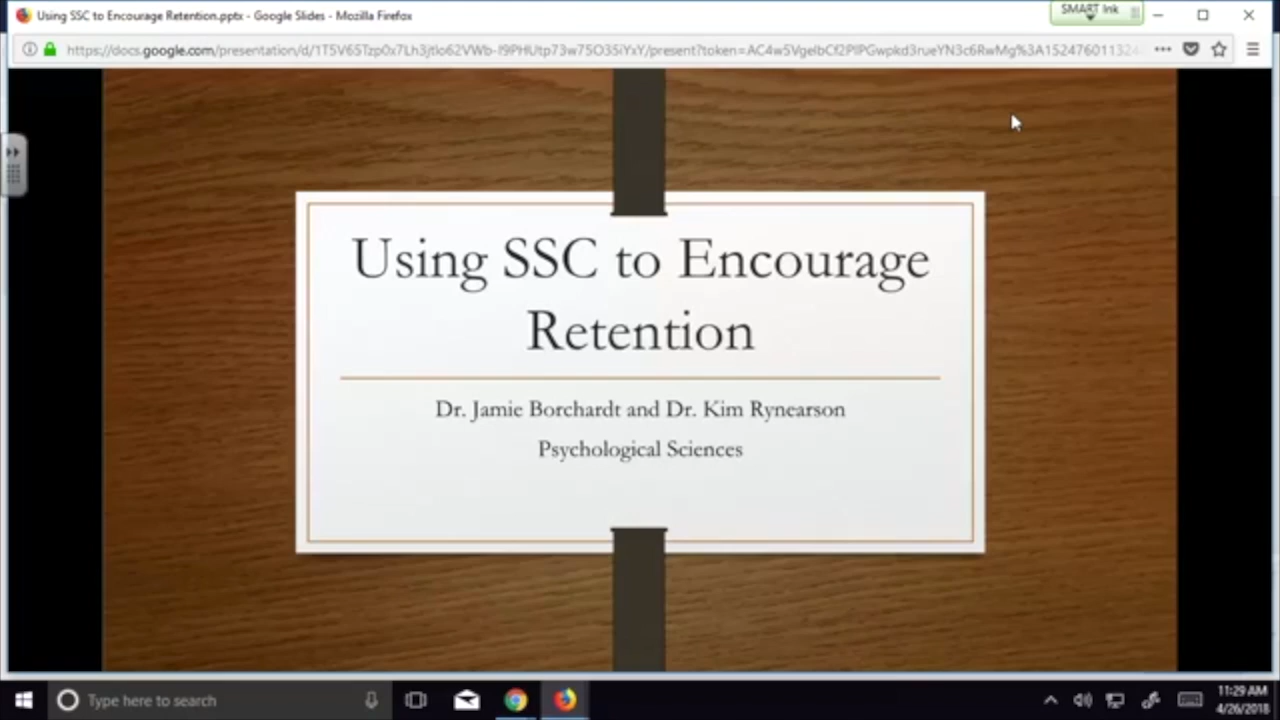 Using SSC to Encourage Retention.pptx - Google Slides - Mozilla Firefox
SMART Ink
Using SSC to Encourage
Retention
Dr. Jamie Borchardt and Dr. Kim Rynearson
Psychological Sciences
Type here to search
11:29 AM
4/26/2018